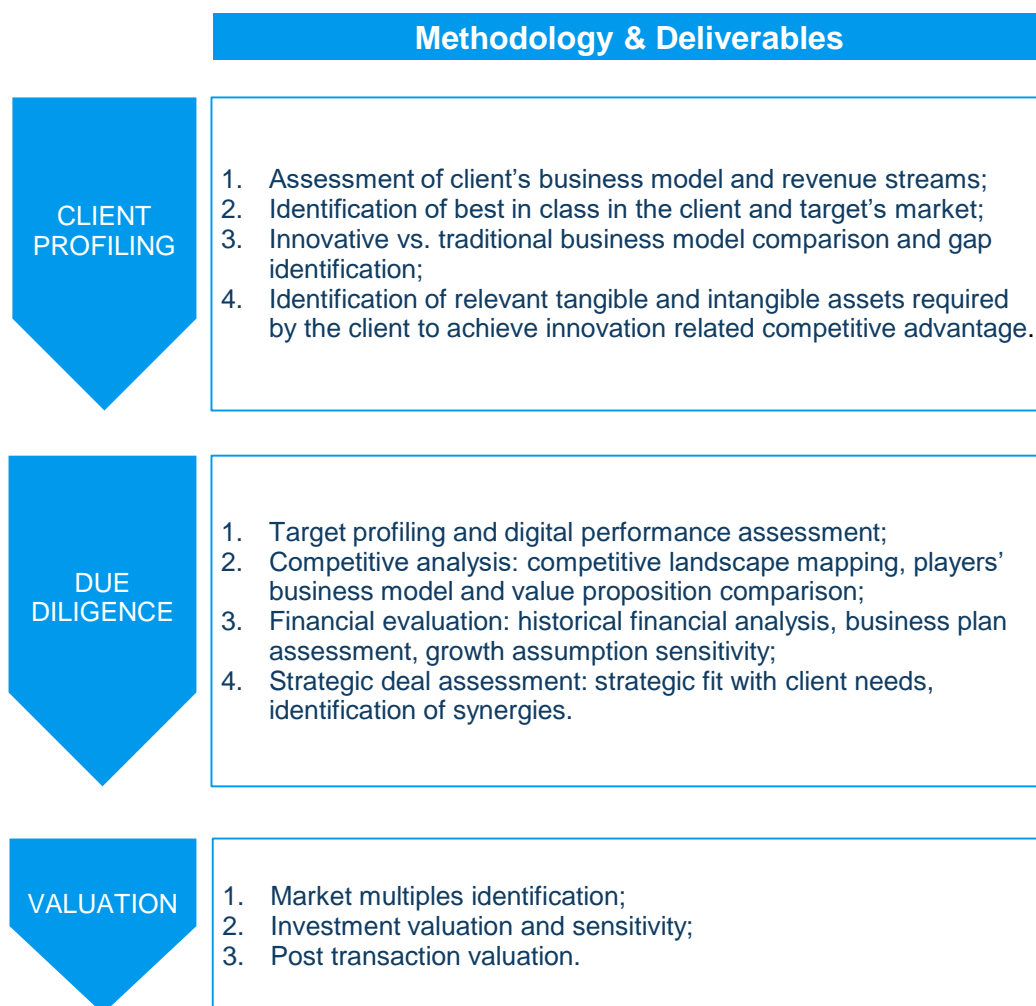 Methodology & Deliverables
CLIENT
PROFILING
1. Assessment of client’s business model and revenue streams;
2. Identification of best in class in the client and target’s market;
3. Innovative vs. traditional business model comparison and gap
identification;
4. Identification of relevant tangible and intangible assets required
by the client to achieve innovation related competitive advantage.
DUE
DILIGENCE
1. Target profiling and digital performance assessment;
2. Competitive analysis: competitive landscape mapping, players’
business model and value proposition comparison;
3. Financial evaluation: historical financial analysis, business plan
assessment, growth assumption sensitivity;
4. Strategic deal assessment: strategic fit with client needs,
identification of synergies.
VALUATION
1. Market multiples identification;
2. Investment valuation and sensitivity;
3. Post transaction valuation.